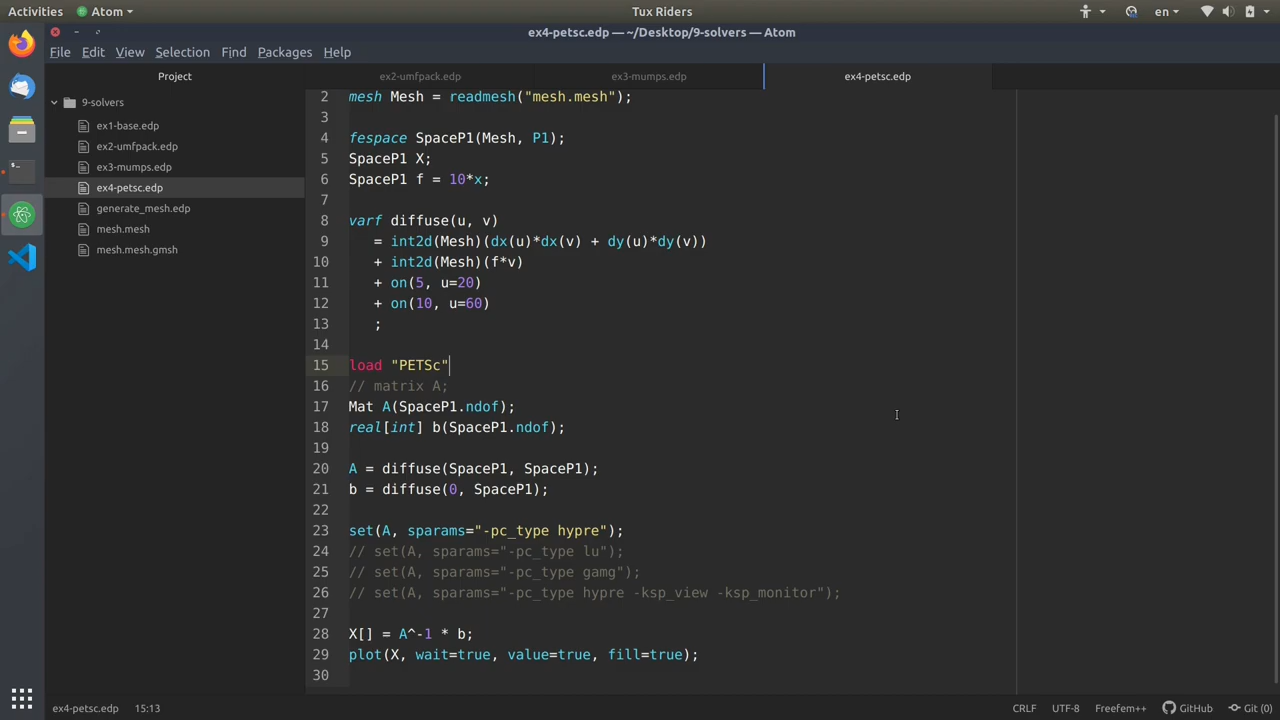 Activities
Atom
Tux Riders
en
ex4-petsc.edp — ~/Desktop/9-solvers — Atom
File Edit View Selection Find Packages Help
Project
ex2-umfpack.edp
ex3-mumps.edp
ex4-petsc.edp
9-solvers
ex1-base.edp
ex2-umfpack.edp
ex3-mumps.edp
ex4-petsc.edp
generate_mesh.edp
mesh.mesh
mesh.mesh.gmsh
2 mesh Mesh = readmesh("mesh.mesh");
3
4 fespace SpaceP1(Mesh, P1);
5 SpaceP1 X;
6 SpaceP1 f = 10*x;
7
8 varf diffuse(u, v)
9 = int2d(Mesh)(dx(u)*dx(v) + dy(u)*dy(v))
10 + int2d(Mesh)(f*v)
11 + on(5, u=20)
12 + on(10, u=60)
13 ;
14
15 load "PETSc"
16 // matrix A;
17 Mat A(SpaceP1.ndof);
18 real[int] b(SpaceP1.ndof);
19
20 A = diffuse(SpaceP1, SpaceP1);
21 b = diffuse(0, SpaceP1);
22
23 set(A, sparams="-pc_type hypre");
24 // set(A, sparams="-pc_type lu");
25 // set(A, sparams="-pc_type gamg");
26 // set(A, sparams="-pc_type hypre -ksp_view -ksp_monitor");
27
28 X[] = A^-1 * b;
29 plot(X, wait=true, value=true, fill=true);
30
ex4-petsc.edp 15:13
CRLF UTF-8 Freefem++ GitHub Git (0)